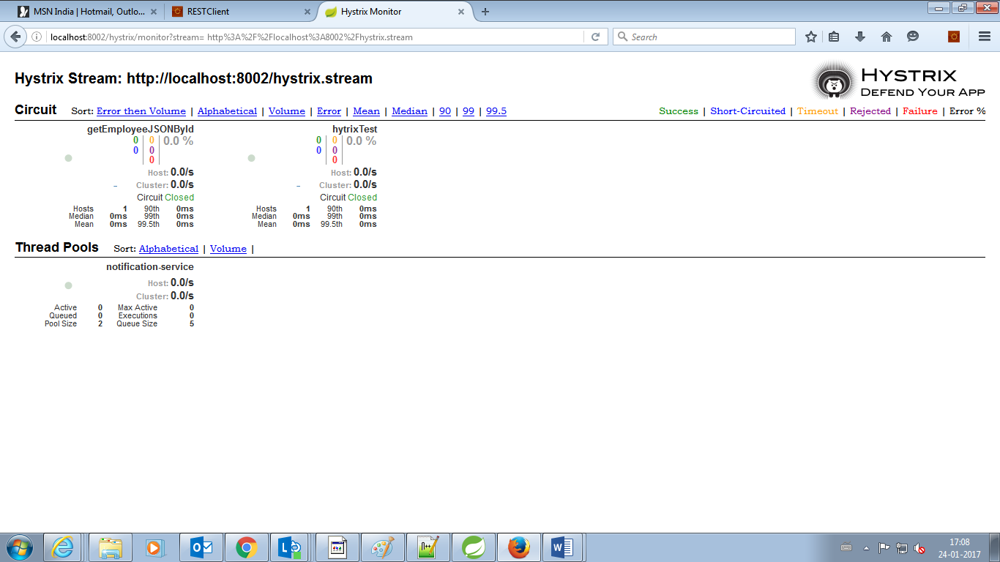 MSN India | Hotmail, Outlo...
RESTClient
Hystrix Monitor
localhost:8002/hystrix/monitor?stream= http%3A%2F%2Flocalhost%3A8002%2Fhystrix.stream
Search
Hystrix Stream: http://localhost:8002/hystrix.stream
HYSTRIX
DEFEND YOUR APP
Circuit Sort: Error then Volume | Alphabetical | Volume | Error | Mean | Median | 90 | 99 | 99.5
Success | Short-Circuited | Timeout | Rejected | Failure | Error %
getEmployeeJSONById
0 0 0.0 %
0 0
0
Host: 0.0/s
Cluster: 0.0/s
Circuit Closed
Hosts 1 90th 0ms
Median 0ms 99th 0ms
Mean 0ms 99.5th 0ms
hytrixTest
0 0 0.0 %
0 0
0
Host: 0.0/s
Cluster: 0.0/s
Circuit Closed
Hosts 1 90th 0ms
Median 0ms 99th 0ms
Mean 0ms 99.5th 0ms
Thread Pools Sort: Alphabetical | Volume |
notification-service
Host: 0.0/s
Cluster: 0.0/s
Active 0 Max Active 0
Queued 0 Executions 0
Pool Size 2 Queue Size 5
17:08
24-01-2017